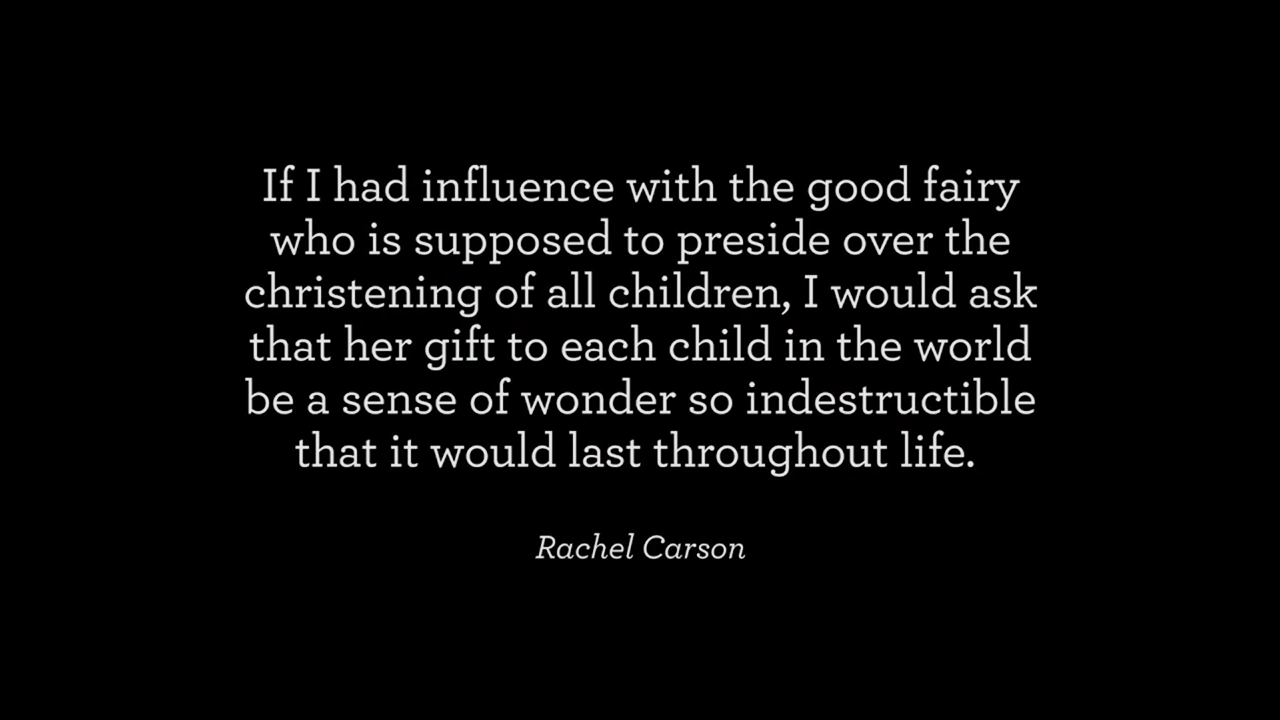 If I had influence with the good fairy
who is supposed to preside over the
christening of all children, I would ask
that her gift to each child in the world
be a sense of wonder so indestructible
that it would last throughout life.
Rachel Carson